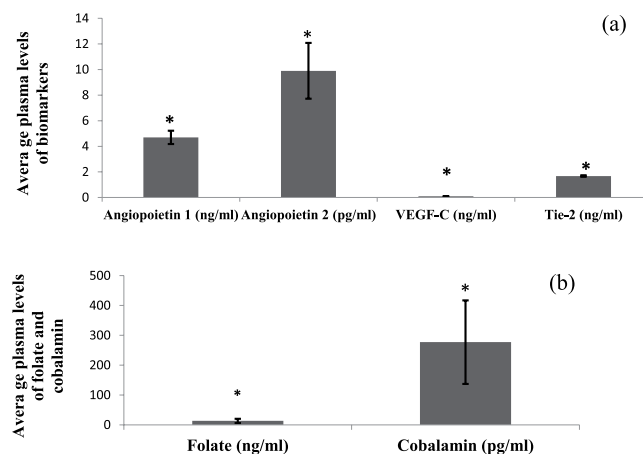 (a)
Avera ge plasma levels
of biomarkers
14
12
10
8
6
4
2
0
*
*
*
*
Angiopoietin 1 (ng/ml) Angiopoietin 2 (pg/ml) VEGF-C (ng/ml) Tie-2 (ng/ml)
(b)
Avera ge plasma levels
of folate and
cobalamin
500
400
300
200
100
0
*
*
Folate (ng/ml) Cobalamin (pg/ml)